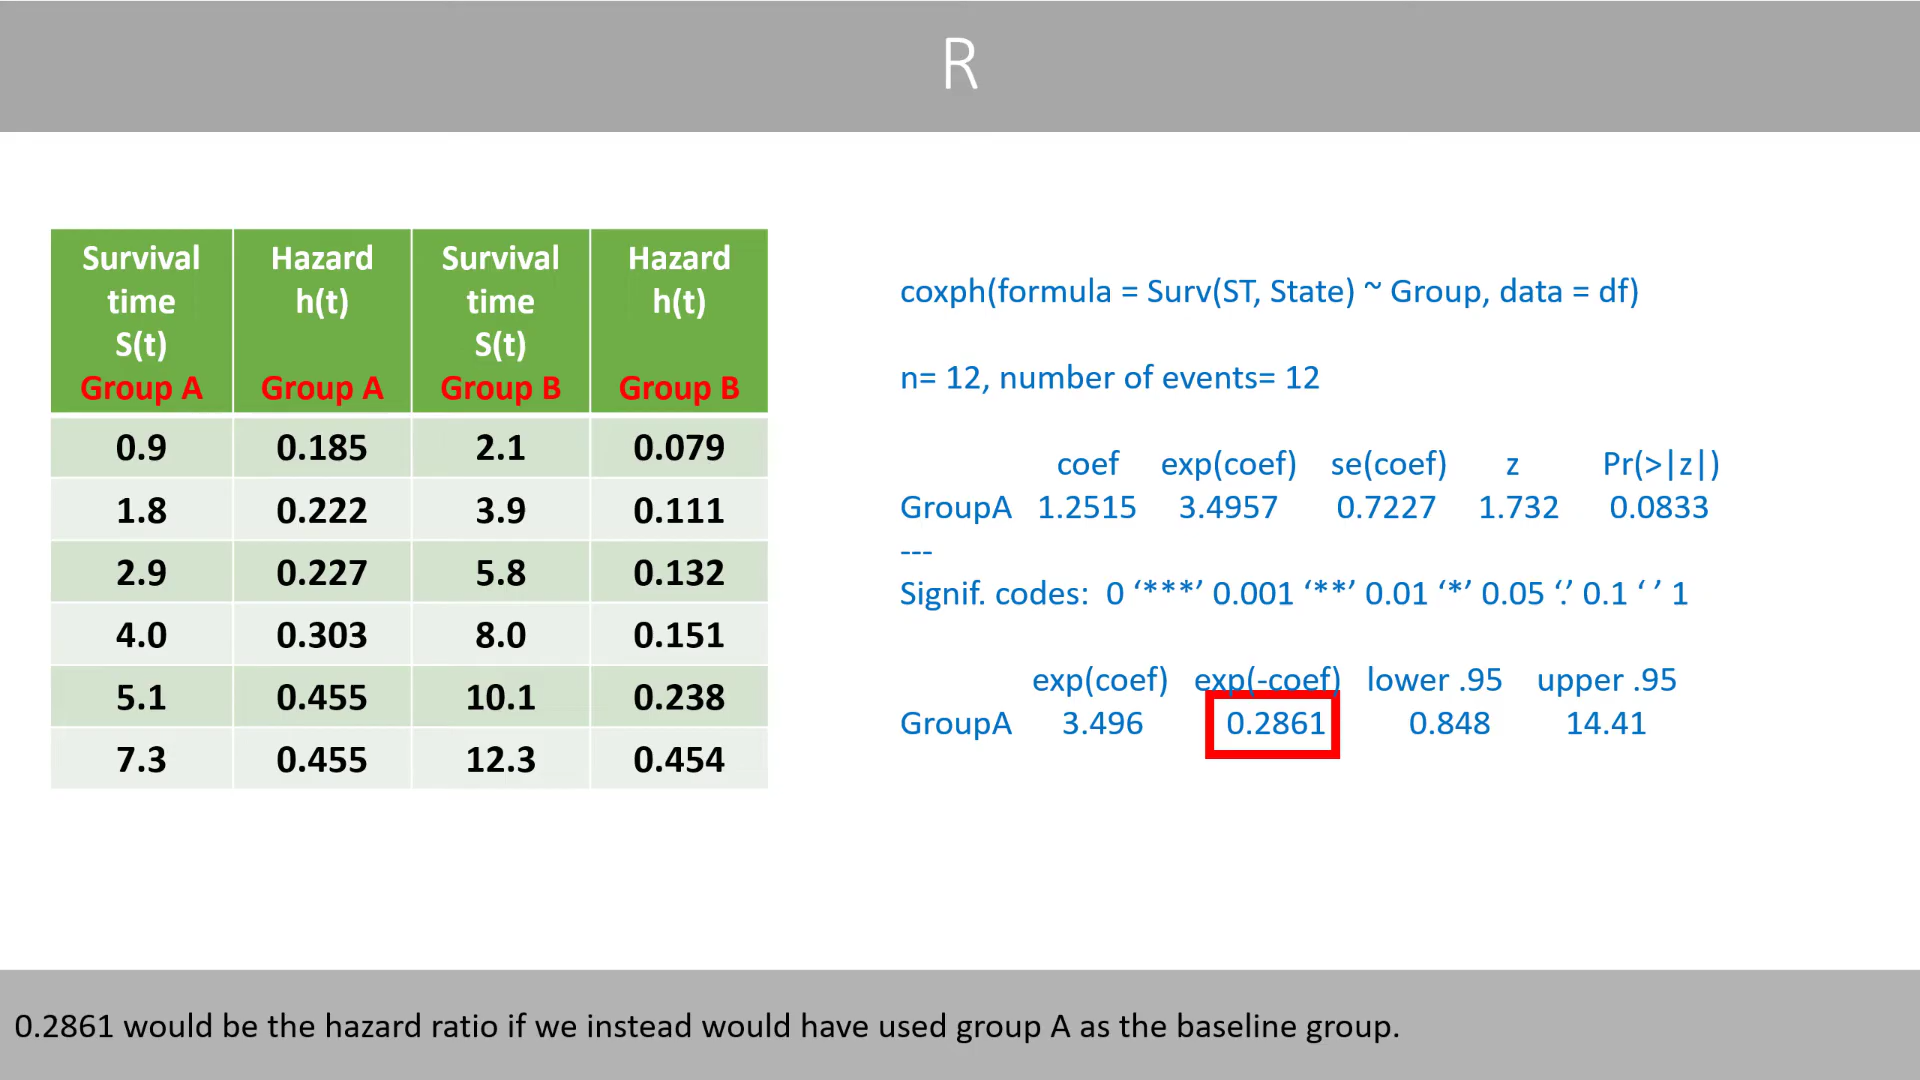 R
Survival time S(t) Group A | Hazard h(t) Group A | Survival time S(t) Group B | Hazard h(t) Group B
0.9 | 0.185 | 2.1 | 0.079
1.8 | 0.222 | 3.9 | 0.111
2.9 | 0.227 | 5.8 | 0.132
4.0 | 0.303 | 8.0 | 0.151
5.1 | 0.455 | 10.1 | 0.238
7.3 | 0.455 | 12.3 | 0.454
coxph(formula = Surv(ST, State) ~ Group, data = df)
n= 12, number of events= 12
coef exp(coef) se(coef) z Pr(>|z|)
GroupA 1.2515 3.4957 0.7227 1.732 0.0833
---
Signif. codes: 0 ‘***’ 0.001 ‘**’ 0.01 ‘*’ 0.05 ‘.’ 0.1 ‘ ’ 1
exp(coef) exp(-coef) lower .95 upper .95
GroupA 3.496 0.2861 0.848 14.41
0.2861 would be the hazard ratio if we instead would have used group A as the baseline group.